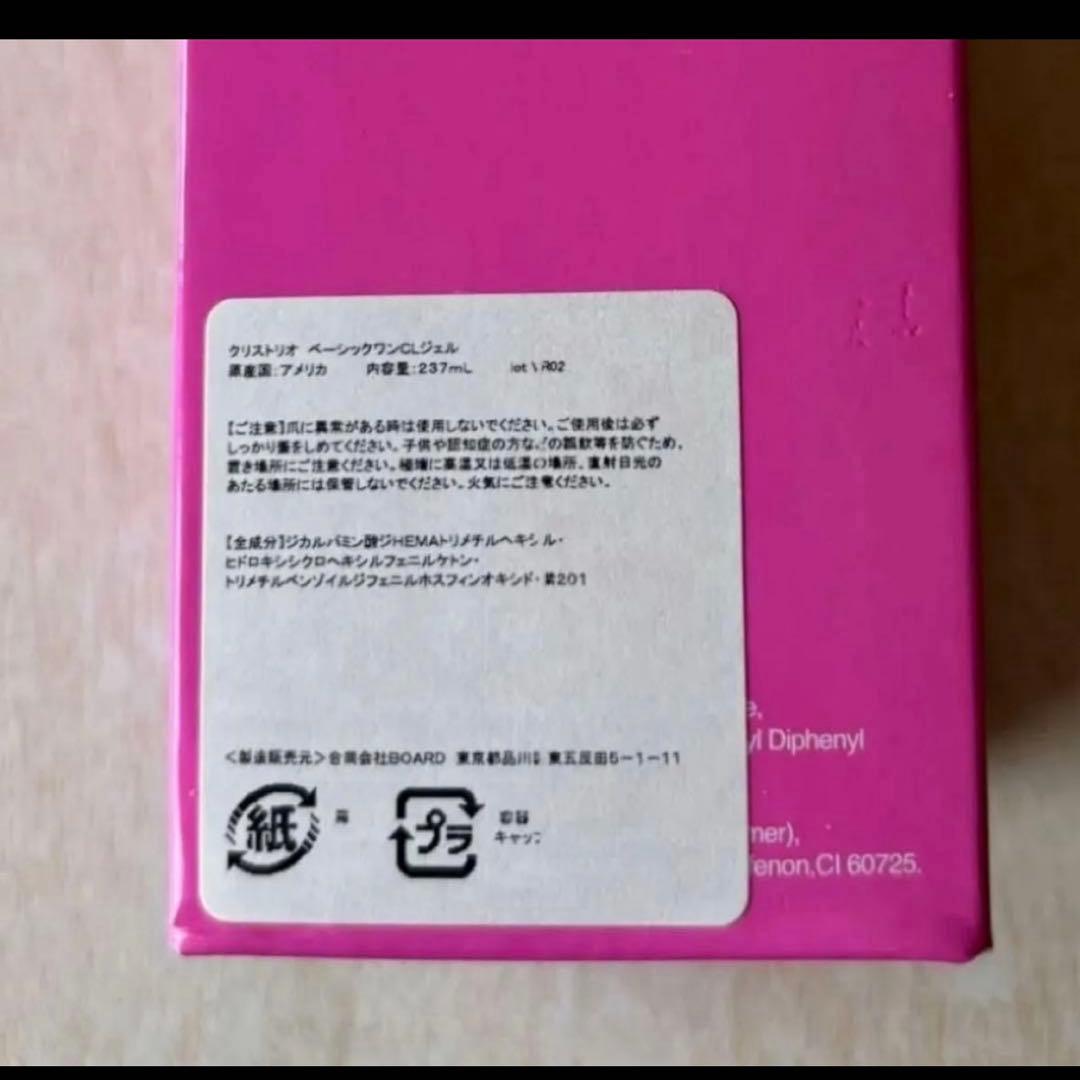 クリストリオ ベーシックワンCLジェル
原産国:アメリカ 内容量:237mL lot R02
【ご注意】爪に異常がある時は使用しないでください。ご使用後は必ず
しっかり蓋をしめてください。子供や認知症の方などの誤飲等を防ぐため、
置き場所にご注意ください。極端に高温又は低温の場所、直射日光の
あたる場所には保管しないでください。火気にご注意ください。
【全成分】ジカルバミン酸ジHEMAトリメチルヘキシル・
ヒドロキシシクロヘキシルフェニルケトン・
トリメチルベンゾイルジフェニルホスフィンオキシド・紫201
<製造販売元>合同会社BOARD 東京都品川区東五反田5-1-11
紙 箱 プラ 容器
キャップ
e,
yl Diphenyl
mer),
enon,CI 60725.